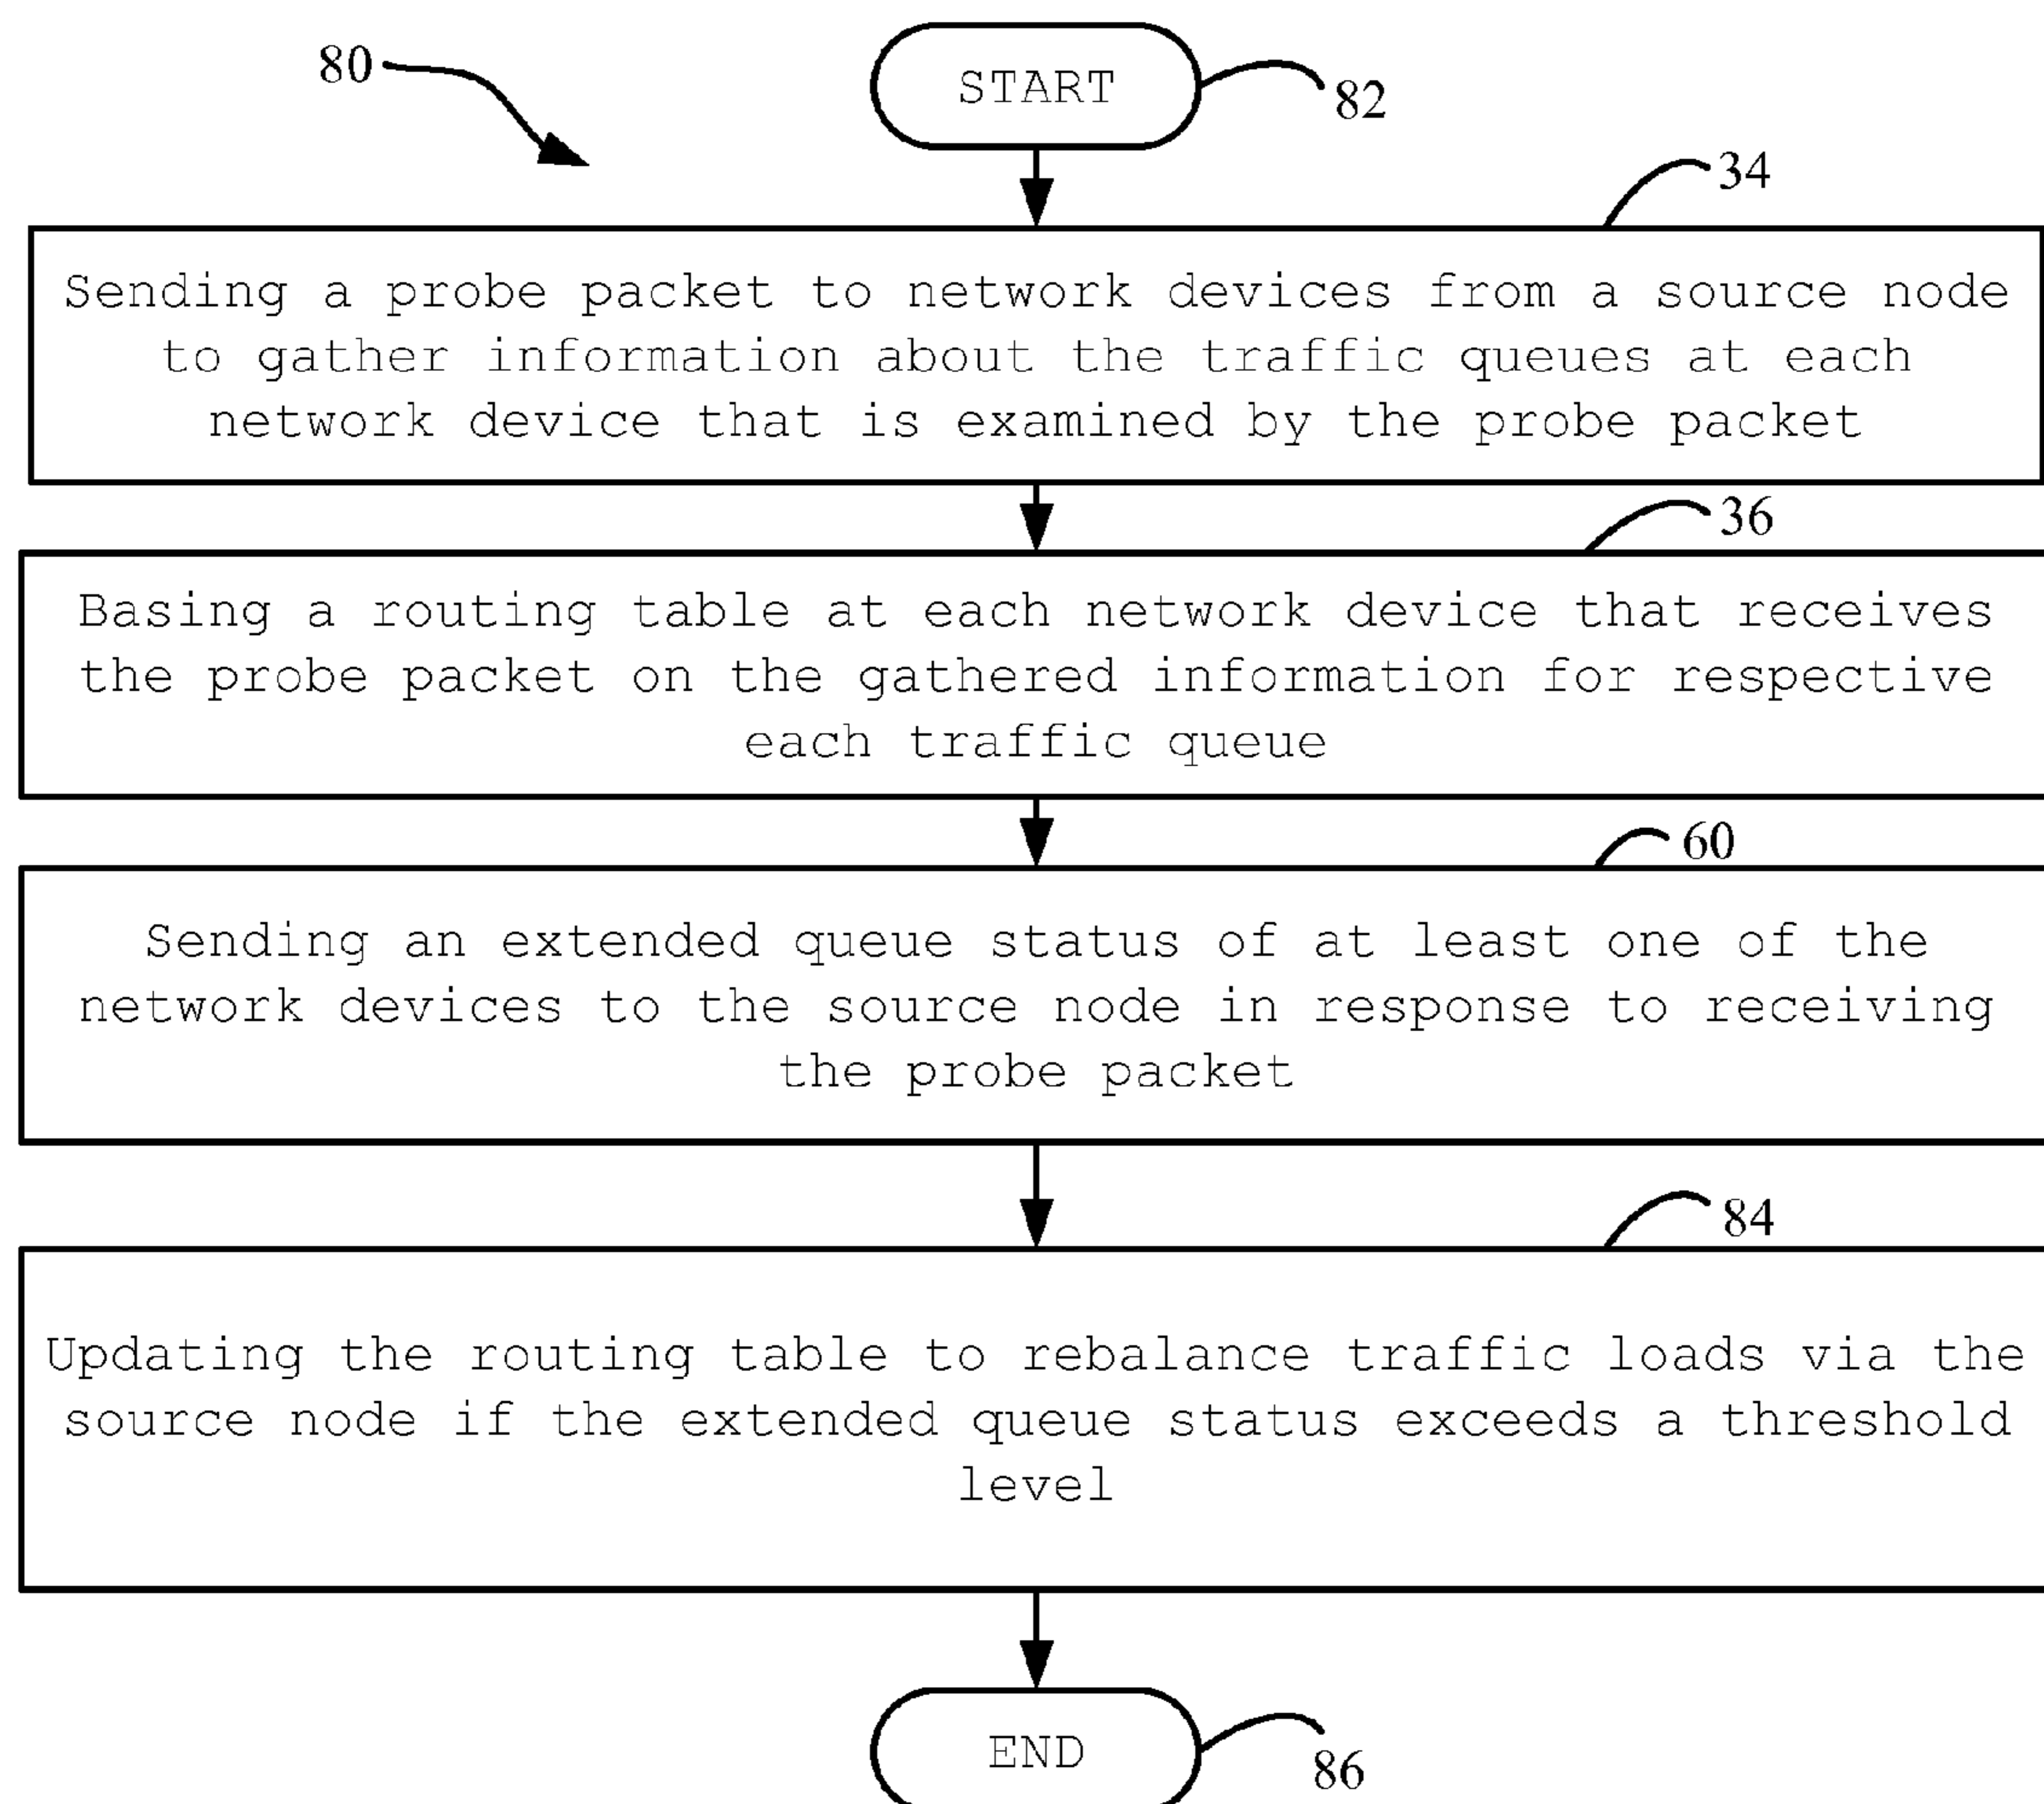 80
START
82
34
Sending a probe packet to network devices from a source node
to gather information about the traffic queues at each
network device that is examined by the probe packet
36
Basing a routing table at each network device that receives
the probe packet on the gathered information for respective
each traffic queue
60
Sending an extended queue status of at least one of the
network devices to the source node in response to receiving
the probe packet
84
Updating the routing table to rebalance traffic loads via the
source node if the extended queue status exceeds a threshold
level
END
86